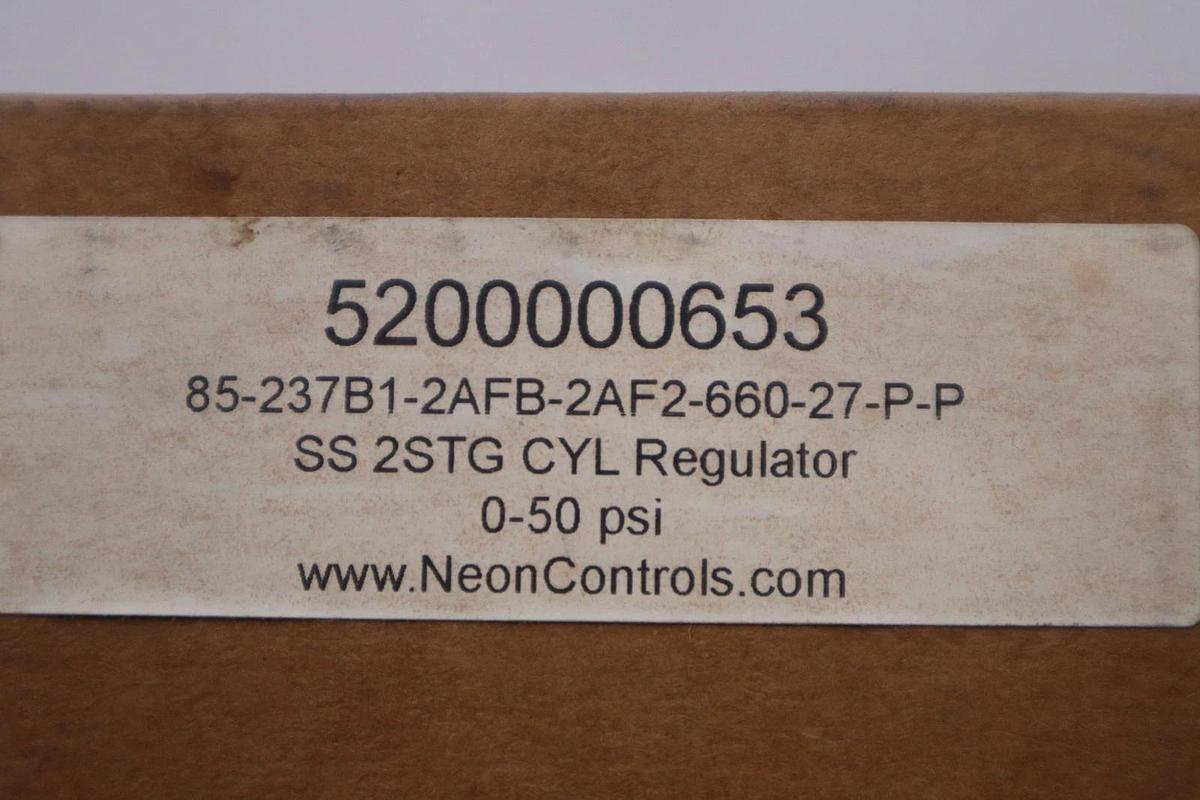 5200000653
85-237B1-2AFB-2AF2-660-27-P-P
SS 2STG CYL Regulator
0-50 psi
www.NeonControls.com